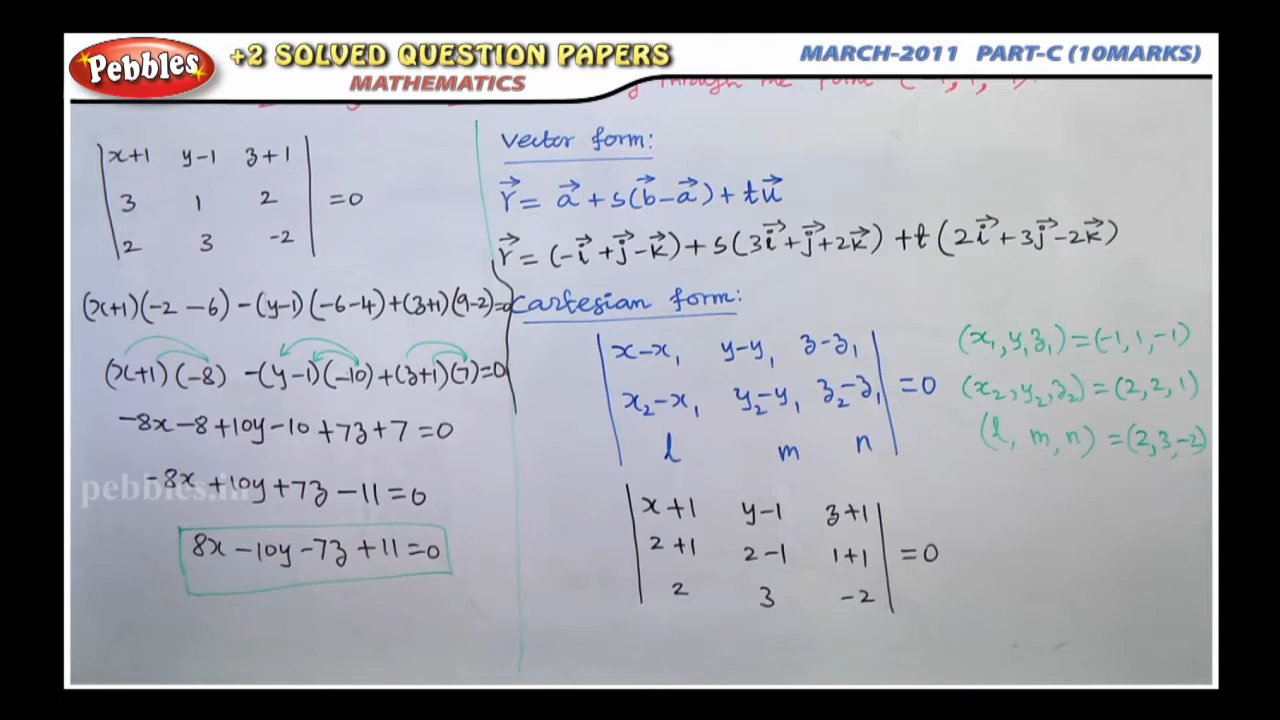 Pebbles
+2 SOLVED QUESTION PAPERS
MATHEMATICS
MARCH-2011 PART-C (10MARKS)
through the
| x+1 y-1 z+1 |
| 3 1 2 | =0
| 2 3 -2 |
(x+1)(-2-6) -(y-1)(-6-4)+(z+1)(9-2)=0
(x+1)(-8) -(y-1)(-10)+(z+1)(7)=0
-8x-8+10y-10+7z+7=0
-8x+10y+7z-11=0
8x-10y-7z+11=0
pebbles.in
Vector form:
r⃗ = a⃗ + s(b⃗-a⃗)+tu⃗
r⃗ = (-i⃗+j⃗-k⃗)+s(3i⃗+j⃗+2k⃗)+t(2i⃗+3j⃗-2k⃗)
Cartesian form:
| x-x₁ y-y₁ z-z₁ |
| x₂-x₁ y₂-y₁ z₂-z₁ | =0
| l m n |
(x₁,y₁z₁)=(-1,1,-1)
(x₂,y₂,z₂)=(2,2,1)
(l,m,n)=(2,3,-2)
| x+1 y-1 z+1 |
| 2+1 2-1 1+1 | =0
| 2 3 -2 |